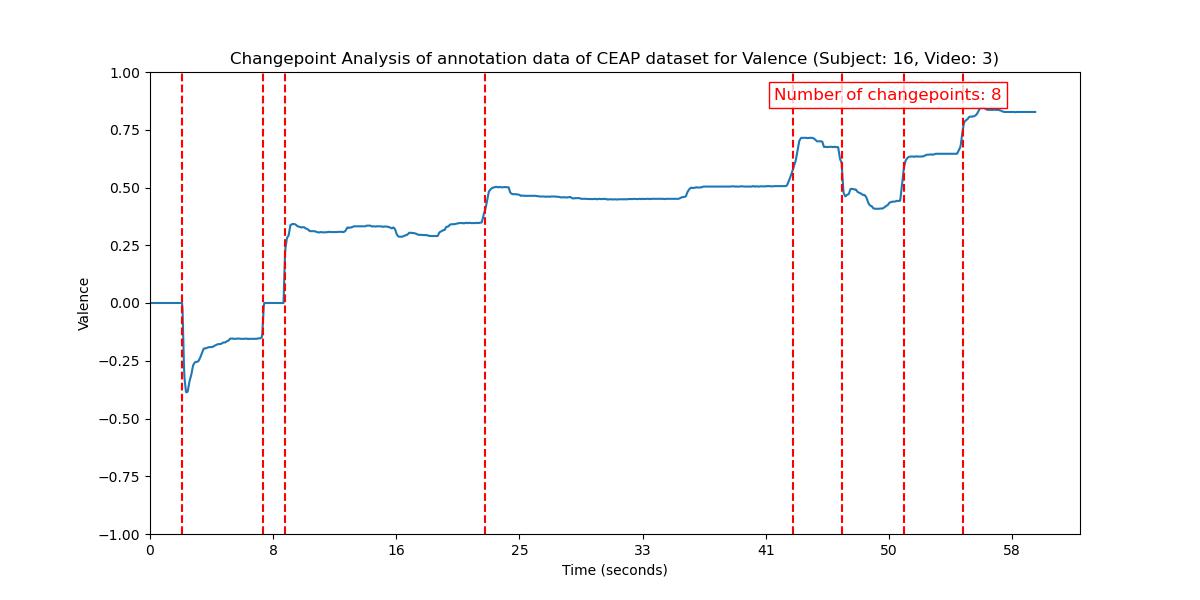 Changepoint Analysis of annotation data of CEAP dataset for Valence (Subject: 16, Video: 3)
Number of changepoints: 8
1.00
0.75
0.50
0.25
0.00
−0.25
−0.50
−0.75
−1.00
Valence
0 8 16 25 33 41 50 58
Time (seconds)